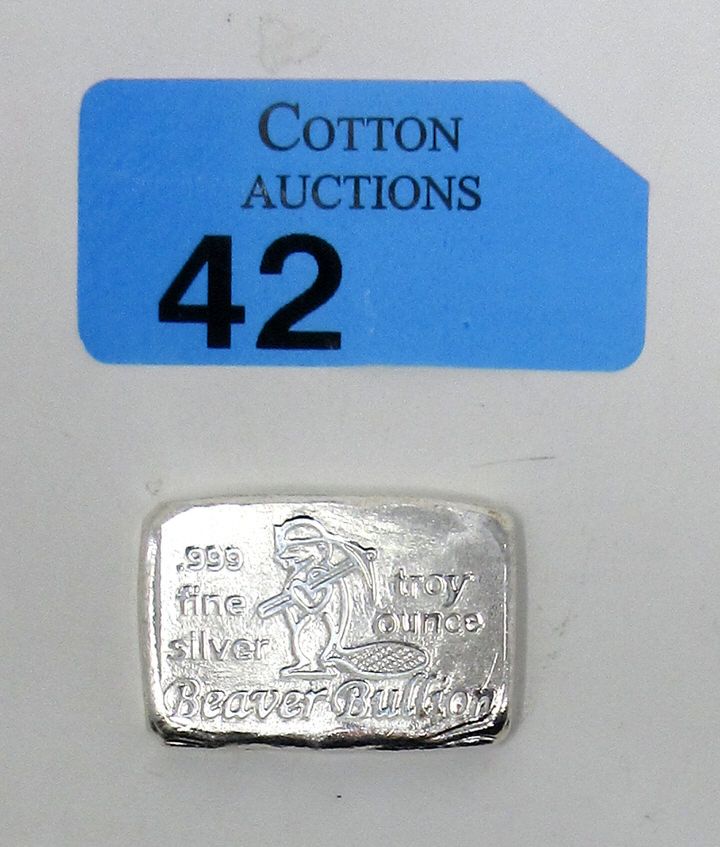 COTTON
AUCTIONS
42
.999
fine
silver
troy
ounce
Beaver Bullion